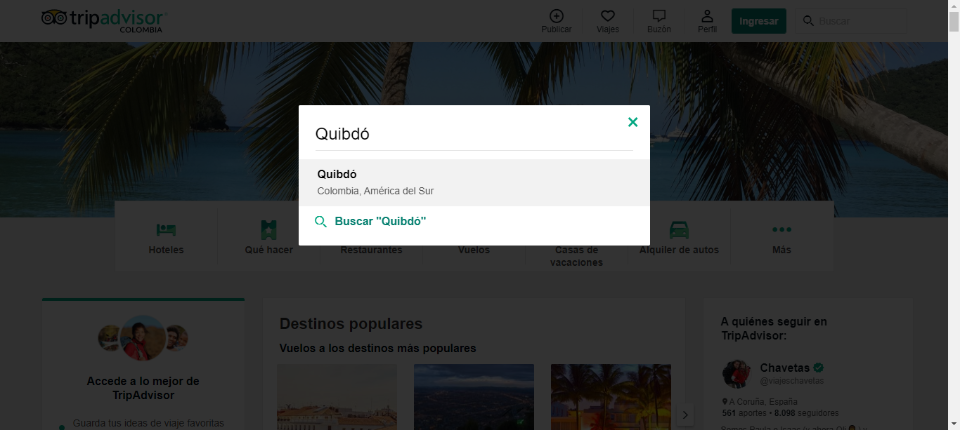 tripadvisor
COLOMBIA
Publicar
Viajes
Buzón
Perfil
Ingresar
Buscar
Quibdó
Quibdó
Colombia, América del Sur
Buscar "Quibdó"
Hoteles
Qué hacer
Restaurantes
Vuelos
Casas de vacaciones
Alquiler de autos
Más
Accede a lo mejor de
TripAdvisor
Guarda tus ideas de viaje favoritas
Destinos populares
Vuelos a los destinos más populares
A quiénes seguir en
TripAdvisor:
Chavetas
@viajeschavetas
A Coruña, España
561 aportes • 8.098 seguidores